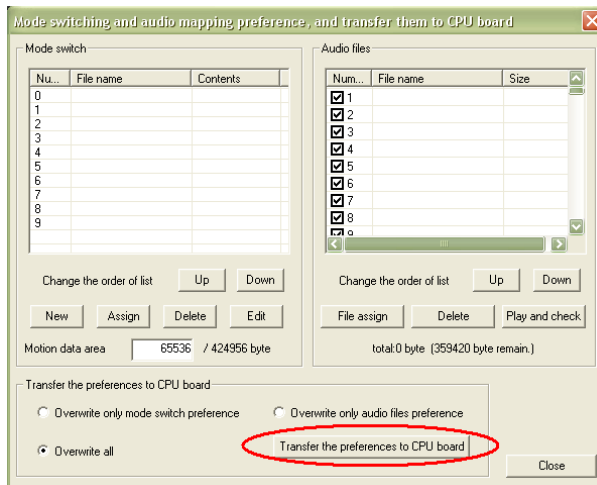 Mode switching and audio mapping preference, and transfer them to CPU board
Mode switch
Nu... File name Contents
0
1
2
3
4
5
6
7
8
9
Change the order of list Up Down
New Assign Delete Edit
Motion data area 65536 / 424956 byte
Audio files
Num... File name Size
1
2
3
4
5
6
7
8
9
Change the order of list Up Down
File assign Delete Play and check
total:0 byte (359420 byte remain.)
Transfer the preferences to CPU board
Overwrite only mode switch preference Overwrite only audio files preference
Overwrite all Transfer the preferences to CPU board
Close